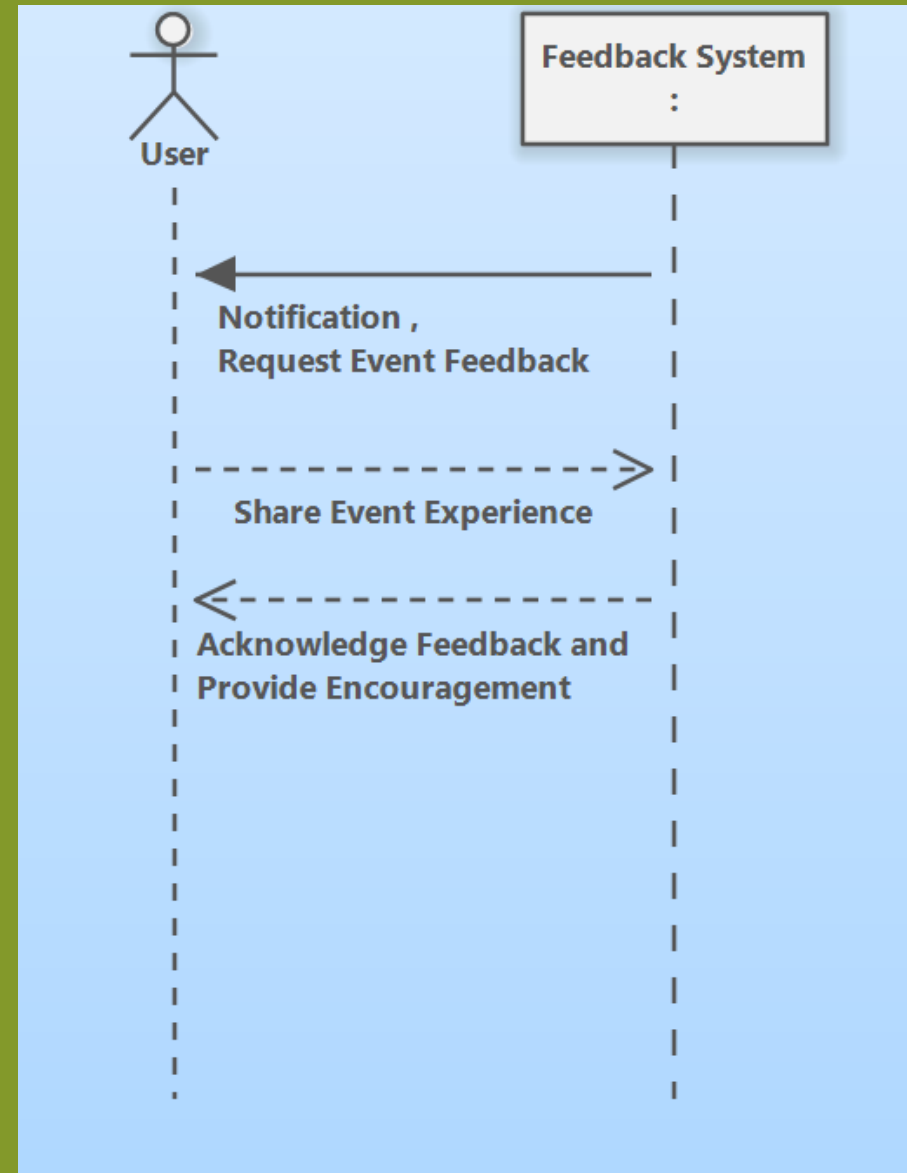 Feedback System
:
User
Notification ,
Request Event Feedback
Share Event Experience
Acknowledge Feedback and
Provide Encouragement